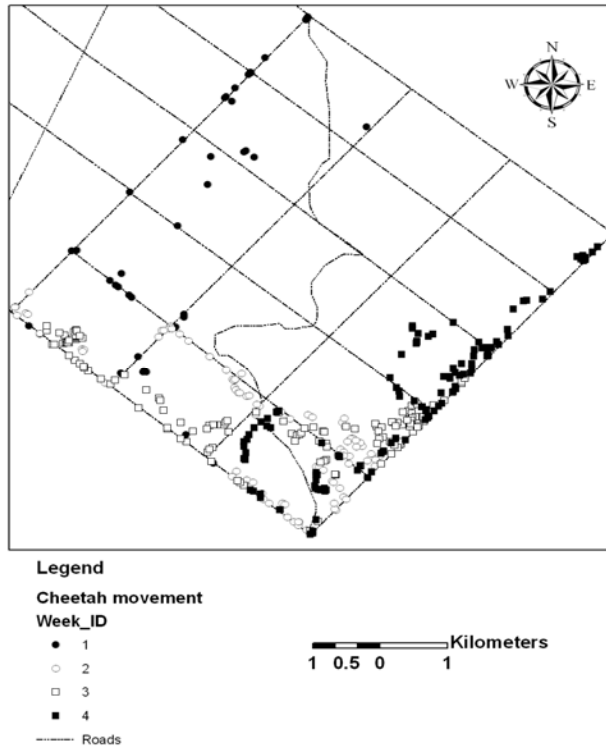 N
W E
S
Legend
Cheetah movement
Week_ID
1
2
3
4
Roads
Kilometers
1 0.5 0 1